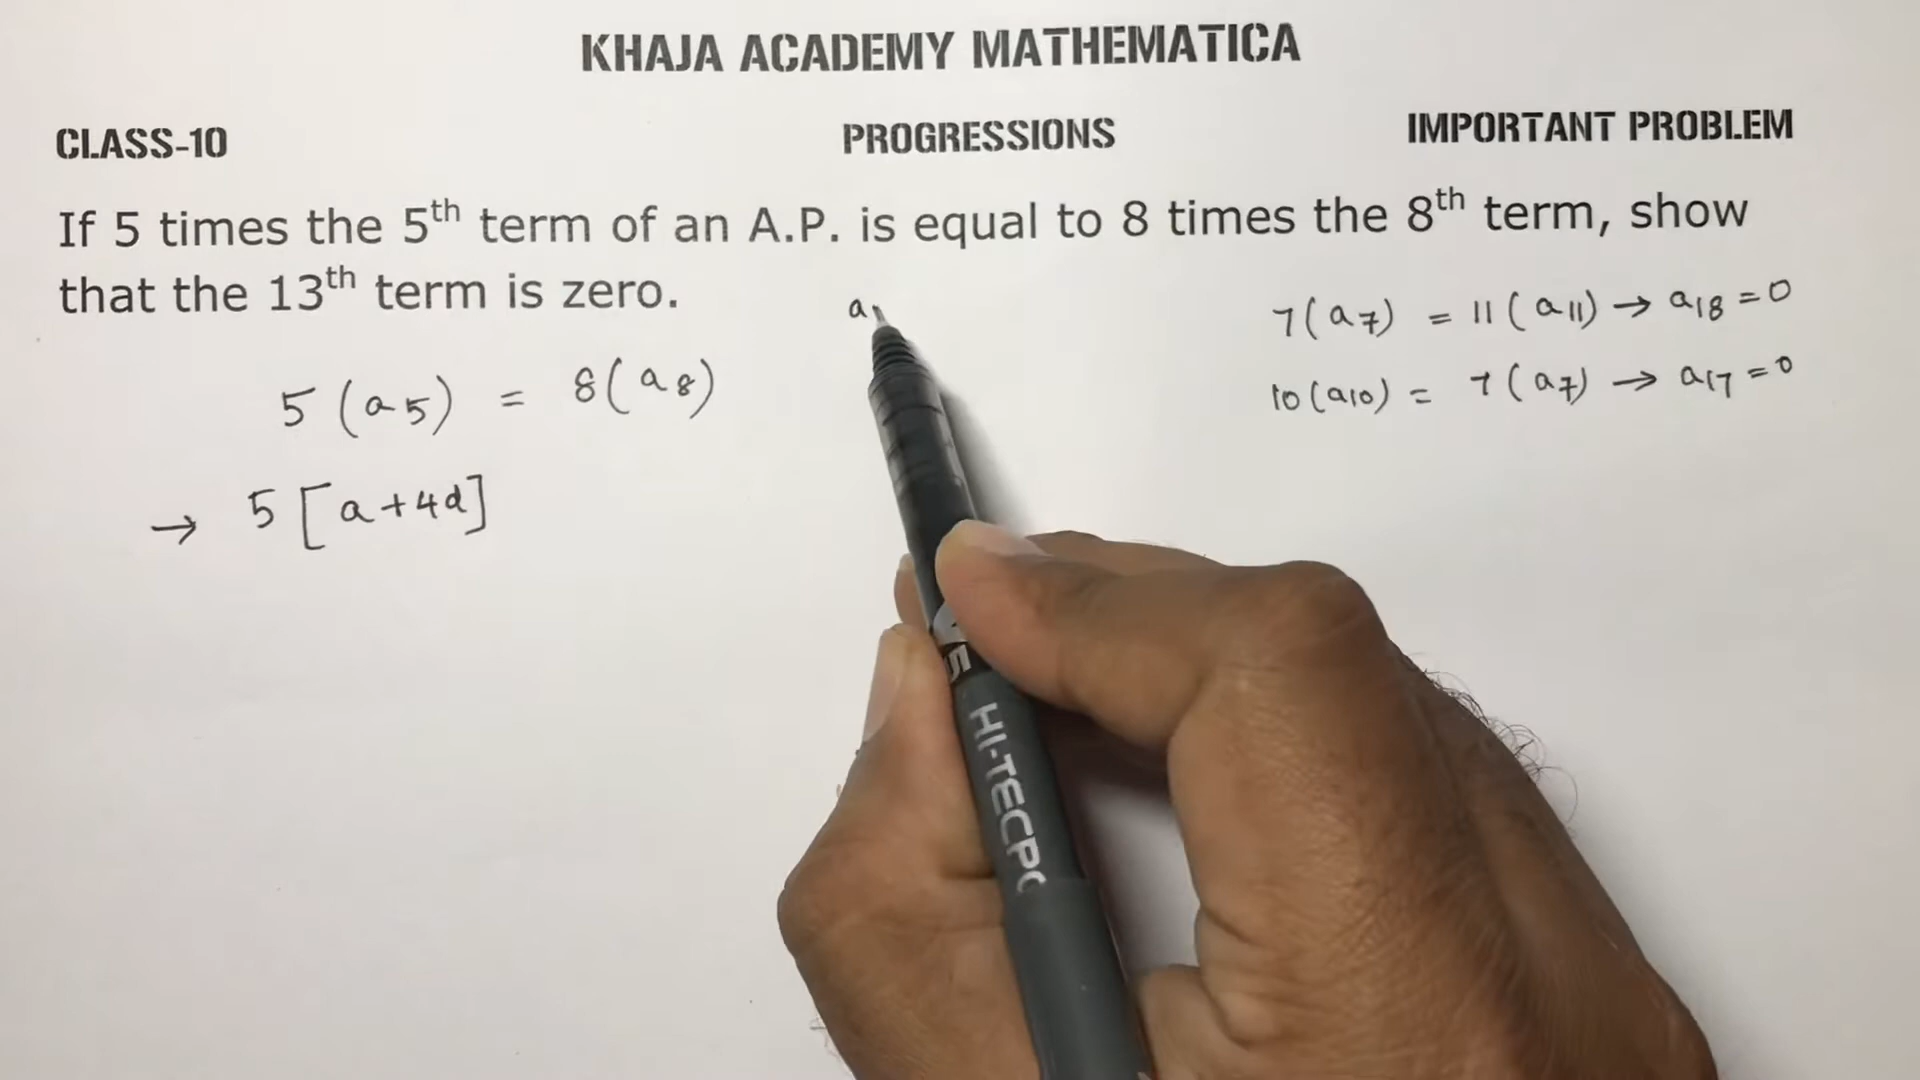 KHAJA ACADEMY MATHEMATICA
CLASS-10 PROGRESSIONS IMPORTANT PROBLEM
If 5 times the 5th term of an A.P. is equal to 8 times the 8th term, show
that the 13th term is zero.
a
7(a7) = 11(a11) → a18 = 0
5(a5) = 8(a8)
10(a10) = 7(a7) → a17 = 0
→ 5[a+4d]
HI-TECPO